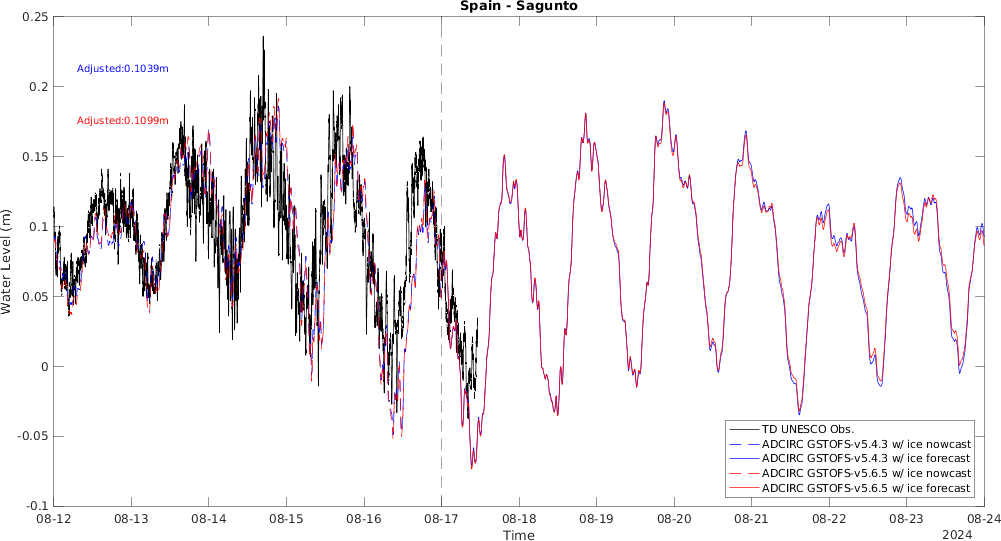 Spain - Sagunto
0.25
0.2
0.15
0.1
0.05
0
-0.05
-0.1
Water Level (m)
Adjusted:0.1039m
Adjusted:0.1099m
TD UNESCO Obs.
ADCIRC GSTOFS-v5.4.3 w/ ice nowcast
ADCIRC GSTOFS-v5.4.3 w/ ice forecast
ADCIRC GSTOFS-v5.6.5 w/ ice nowcast
ADCIRC GSTOFS-v5.6.5 w/ ice forecast
08-12 08-13 08-14 08-15 08-16 08-17 08-18 08-19 08-20 08-21 08-22 08-23 08-24
Time
2024